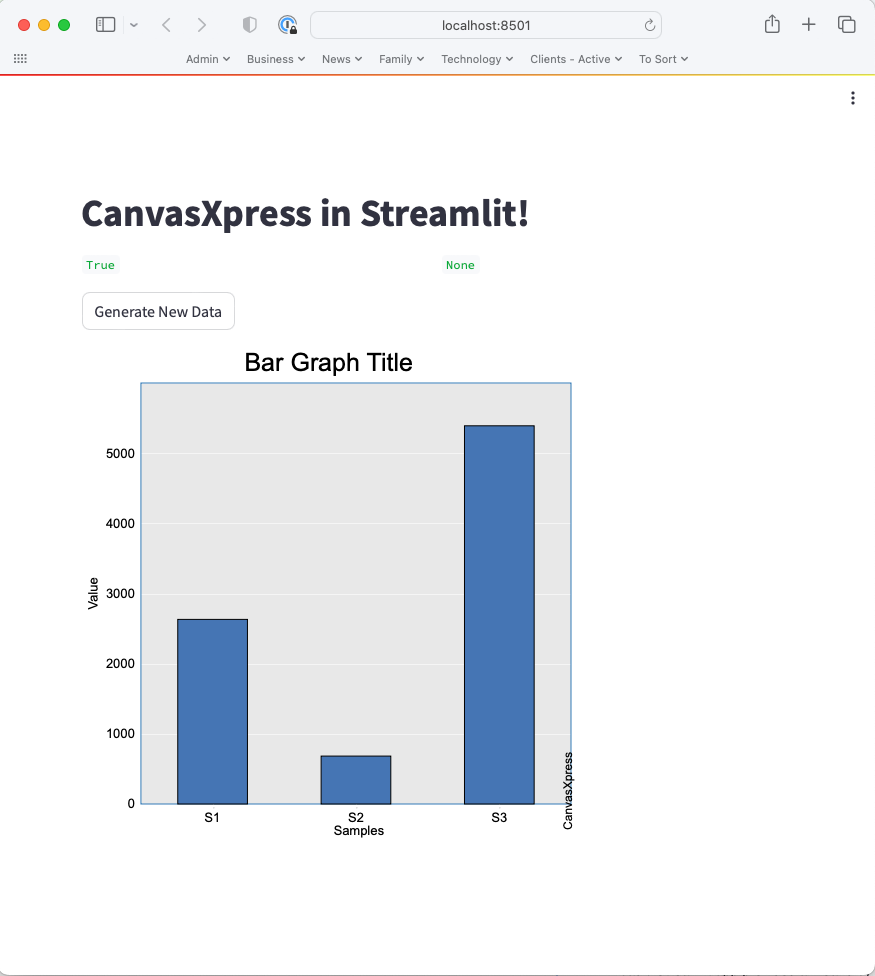 localhost:8501
Admin Business News Family Technology Clients - Active To Sort
CanvasXpress in Streamlit!
True None
Generate New Data
Bar Graph Title
5000
4000
3000
2000
1000
0
Value
S1 S2 S3
Samples
CanvasXpress